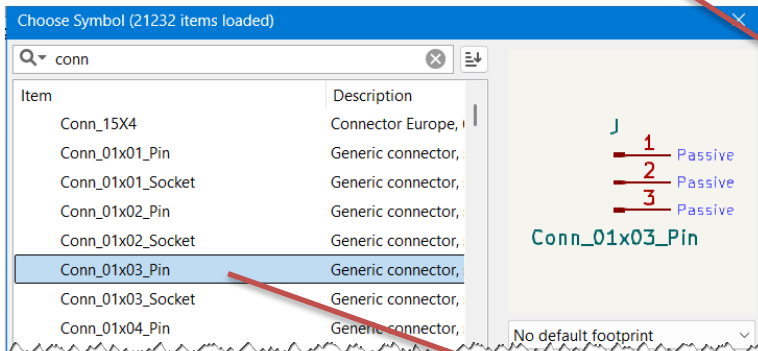 Choose Symbol (21232 items loaded)
conn
Item Description
Conn_15X4 Connector Europe,
Conn_01x01_Pin Generic connector,
Conn_01x01_Socket Generic connector,
Conn_01x02_Pin Generic connector,
Conn_01x02_Socket Generic connector,
Conn_01x03_Pin Generic connector,
Conn_01x03_Socket Generic connector,
Conn_01x04_Pin Generic connector,
J
1 Passive
2 Passive
3 Passive
Conn_01x03_Pin
No default footprint